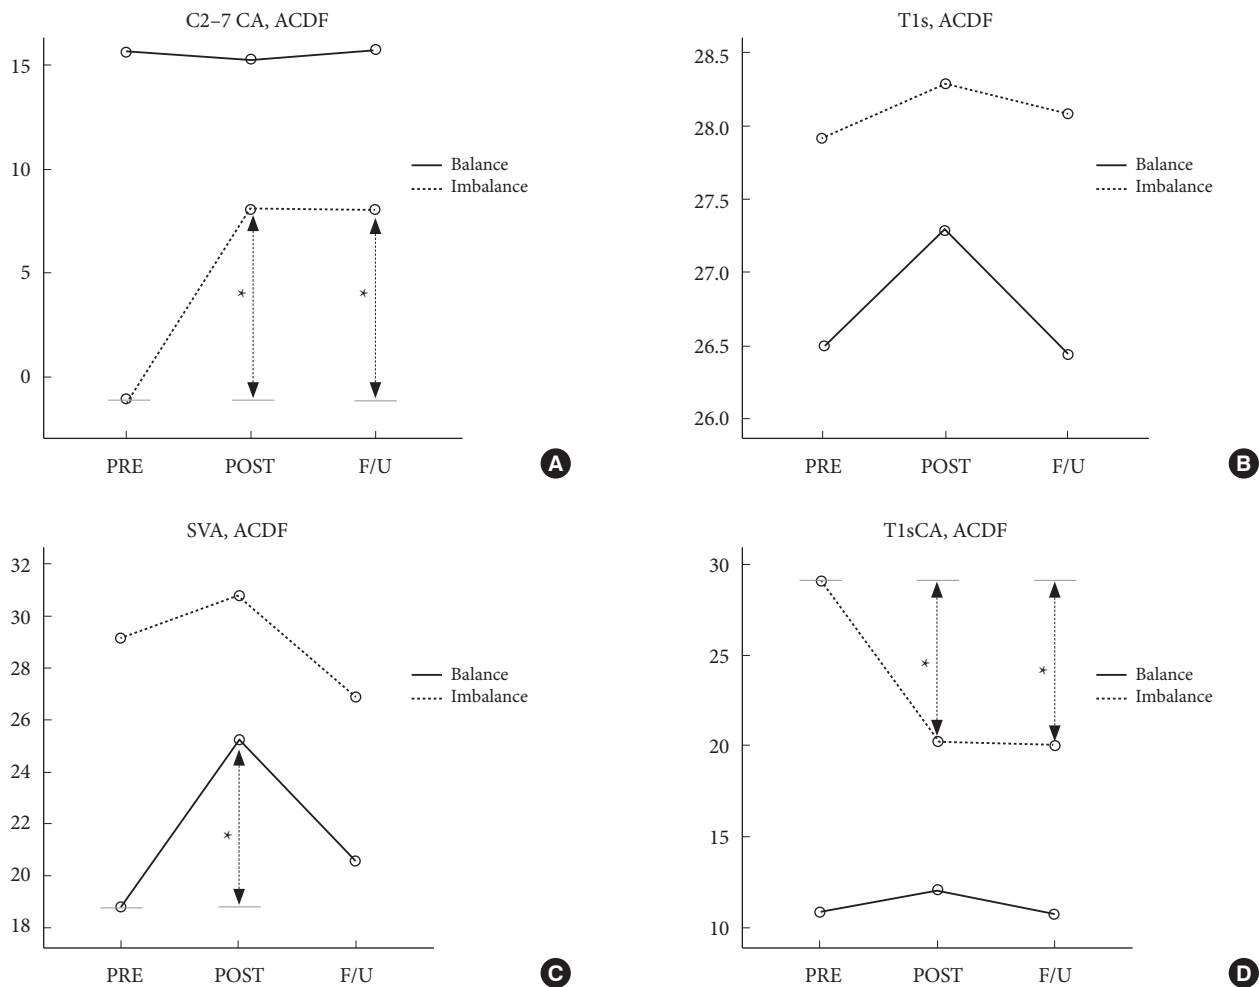 C2–7 CA, ACDF
15
10
5
0
PRE POST F/U
Balance
Imbalance
*
*
A
T1s, ACDF
28.5
28.0
27.5
27.0
26.5
26.0
PRE POST F/U
Balance
Imbalance
B
SVA, ACDF
32
30
28
26
24
22
20
18
PRE POST F/U
Balance
Imbalance
*
C
T1sCA, ACDF
30
25
20
15
10
PRE POST F/U
Balance
Imbalance
*
*
D